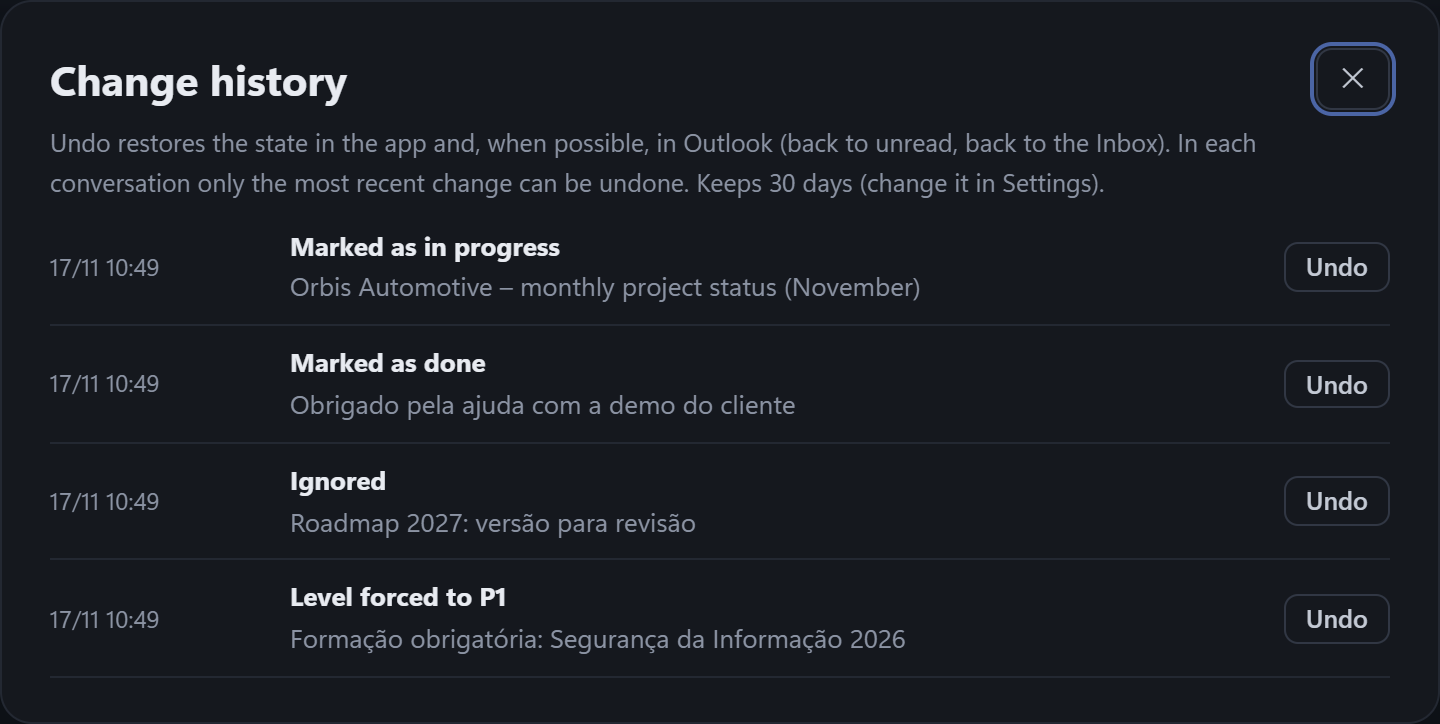 Change history
Undo restores the state in the app and, when possible, in Outlook (back to unread, back to the Inbox). In each
conversation only the most recent change can be undone. Keeps 30 days (change it in Settings).
17/11 10:49
Marked as in progress
Orbis Automotive – monthly project status (November)
Undo
17/11 10:49
Marked as done
Obrigado pela ajuda com a demo do cliente
Undo
17/11 10:49
Ignored
Roadmap 2027: versão para revisão
Undo
17/11 10:49
Level forced to P1
Formação obrigatória: Segurança da Informação 2026
Undo